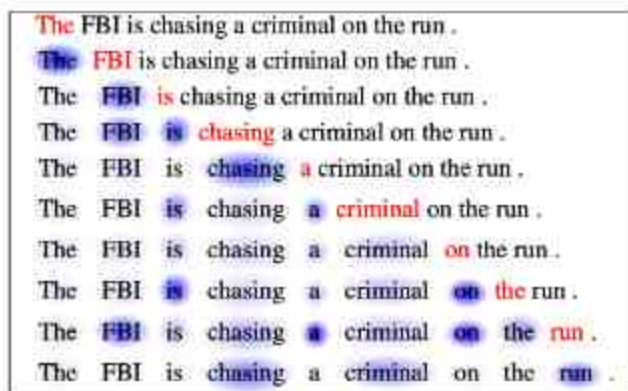 The FBI is chasing a criminal on the run .
The FBI is chasing a criminal on the run .
The FBI is chasing a criminal on the run .
The FBI is chasing a criminal on the run .
The FBI is chasing a criminal on the run .
The FBI is chasing a criminal on the run .
The FBI is chasing a criminal on the run .
The FBI is chasing a criminal on the run .
The FBI is chasing a criminal on the run .
The FBI is chasing a criminal on the run .